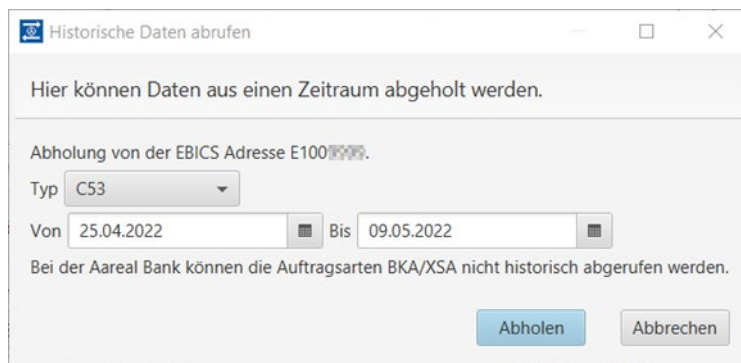 Historische Daten abrufen
Hier können Daten aus einen Zeitraum abgeholt werden.
Abholung von der EBICS Adresse E100
Typ C53
Von 25.04.2022 Bis 09.05.2022
Bei der Aareal Bank können die Auftragsarten BKA/XSA nicht historisch abgerufen werden.
Abholen Abbrechen